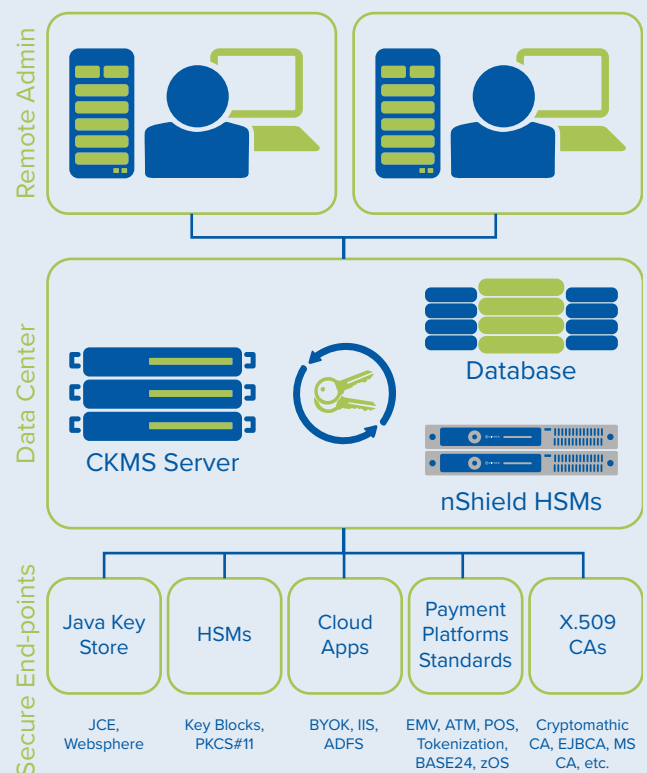 Remote Admin
Data Center
CKMS Server
Database
nShield HSMs
Secure End-points
Java Key
Store
HSMs
Cloud
Apps
Payment
Platforms
Standards
X.509
CAs
JCE,
Websphere
Key Blocks,
PKCS#11
BYOK, IIS,
ADFS
EMV, ATM, POS,
Tokenization,
BASE24, zOS
Cryptomathic
CA, EJBCA, MS
CA, etc.